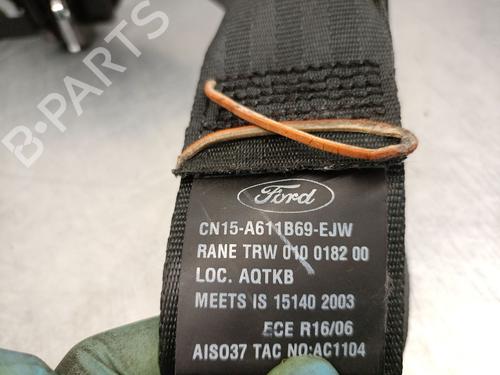 B-PARTS
Ford
CN15-A611B69-EJW
RANE TRW 010 0182 00
LOC. AQTKB
MEETS IS 15140 2003
ECE R16/06
AISO37 TAC NO:AC1104